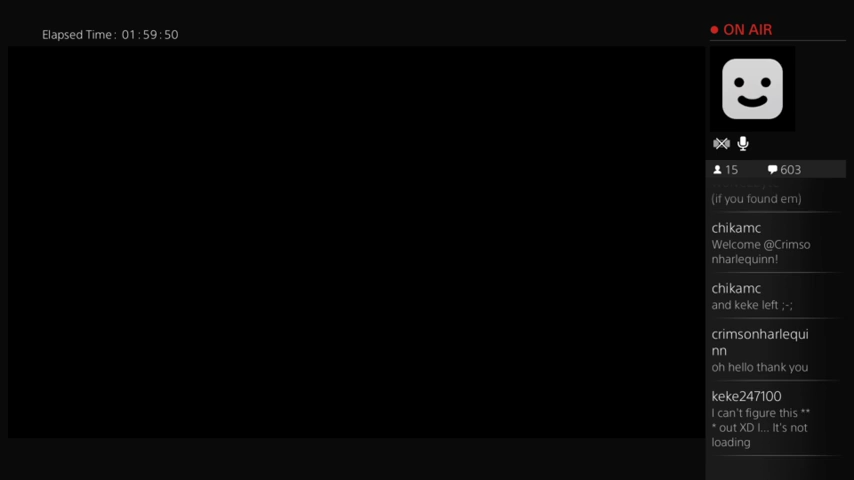 Elapsed Time: 01:59:50
ON AIR
15 603
(if you found em)
chikamc
Welcome @Crimso
nharlequinn!
chikamc
and keke left ;-;
crimsonharlequi
nn
oh hello thank you
keke247100
I can't figure this **
* out XD I... It's not
loading